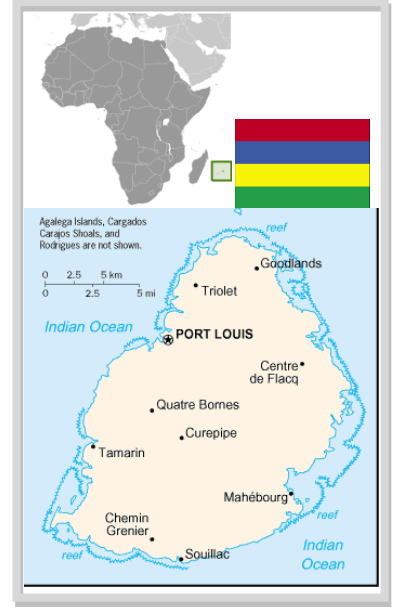 Agalega Islands, Cargados
Carajos Shoals, and
Rodrigues are not shown.
0 2.5 5 km
0 2.5 5 mi
reef
Goodlands
Triolet
Indian Ocean
PORT LOUIS
Centre
de Flacq
Quatre Bornes
Curepipe
Tamarin
Mahébourg
reef
Chemin
Grenier
Indian
Ocean
reef
Souillac